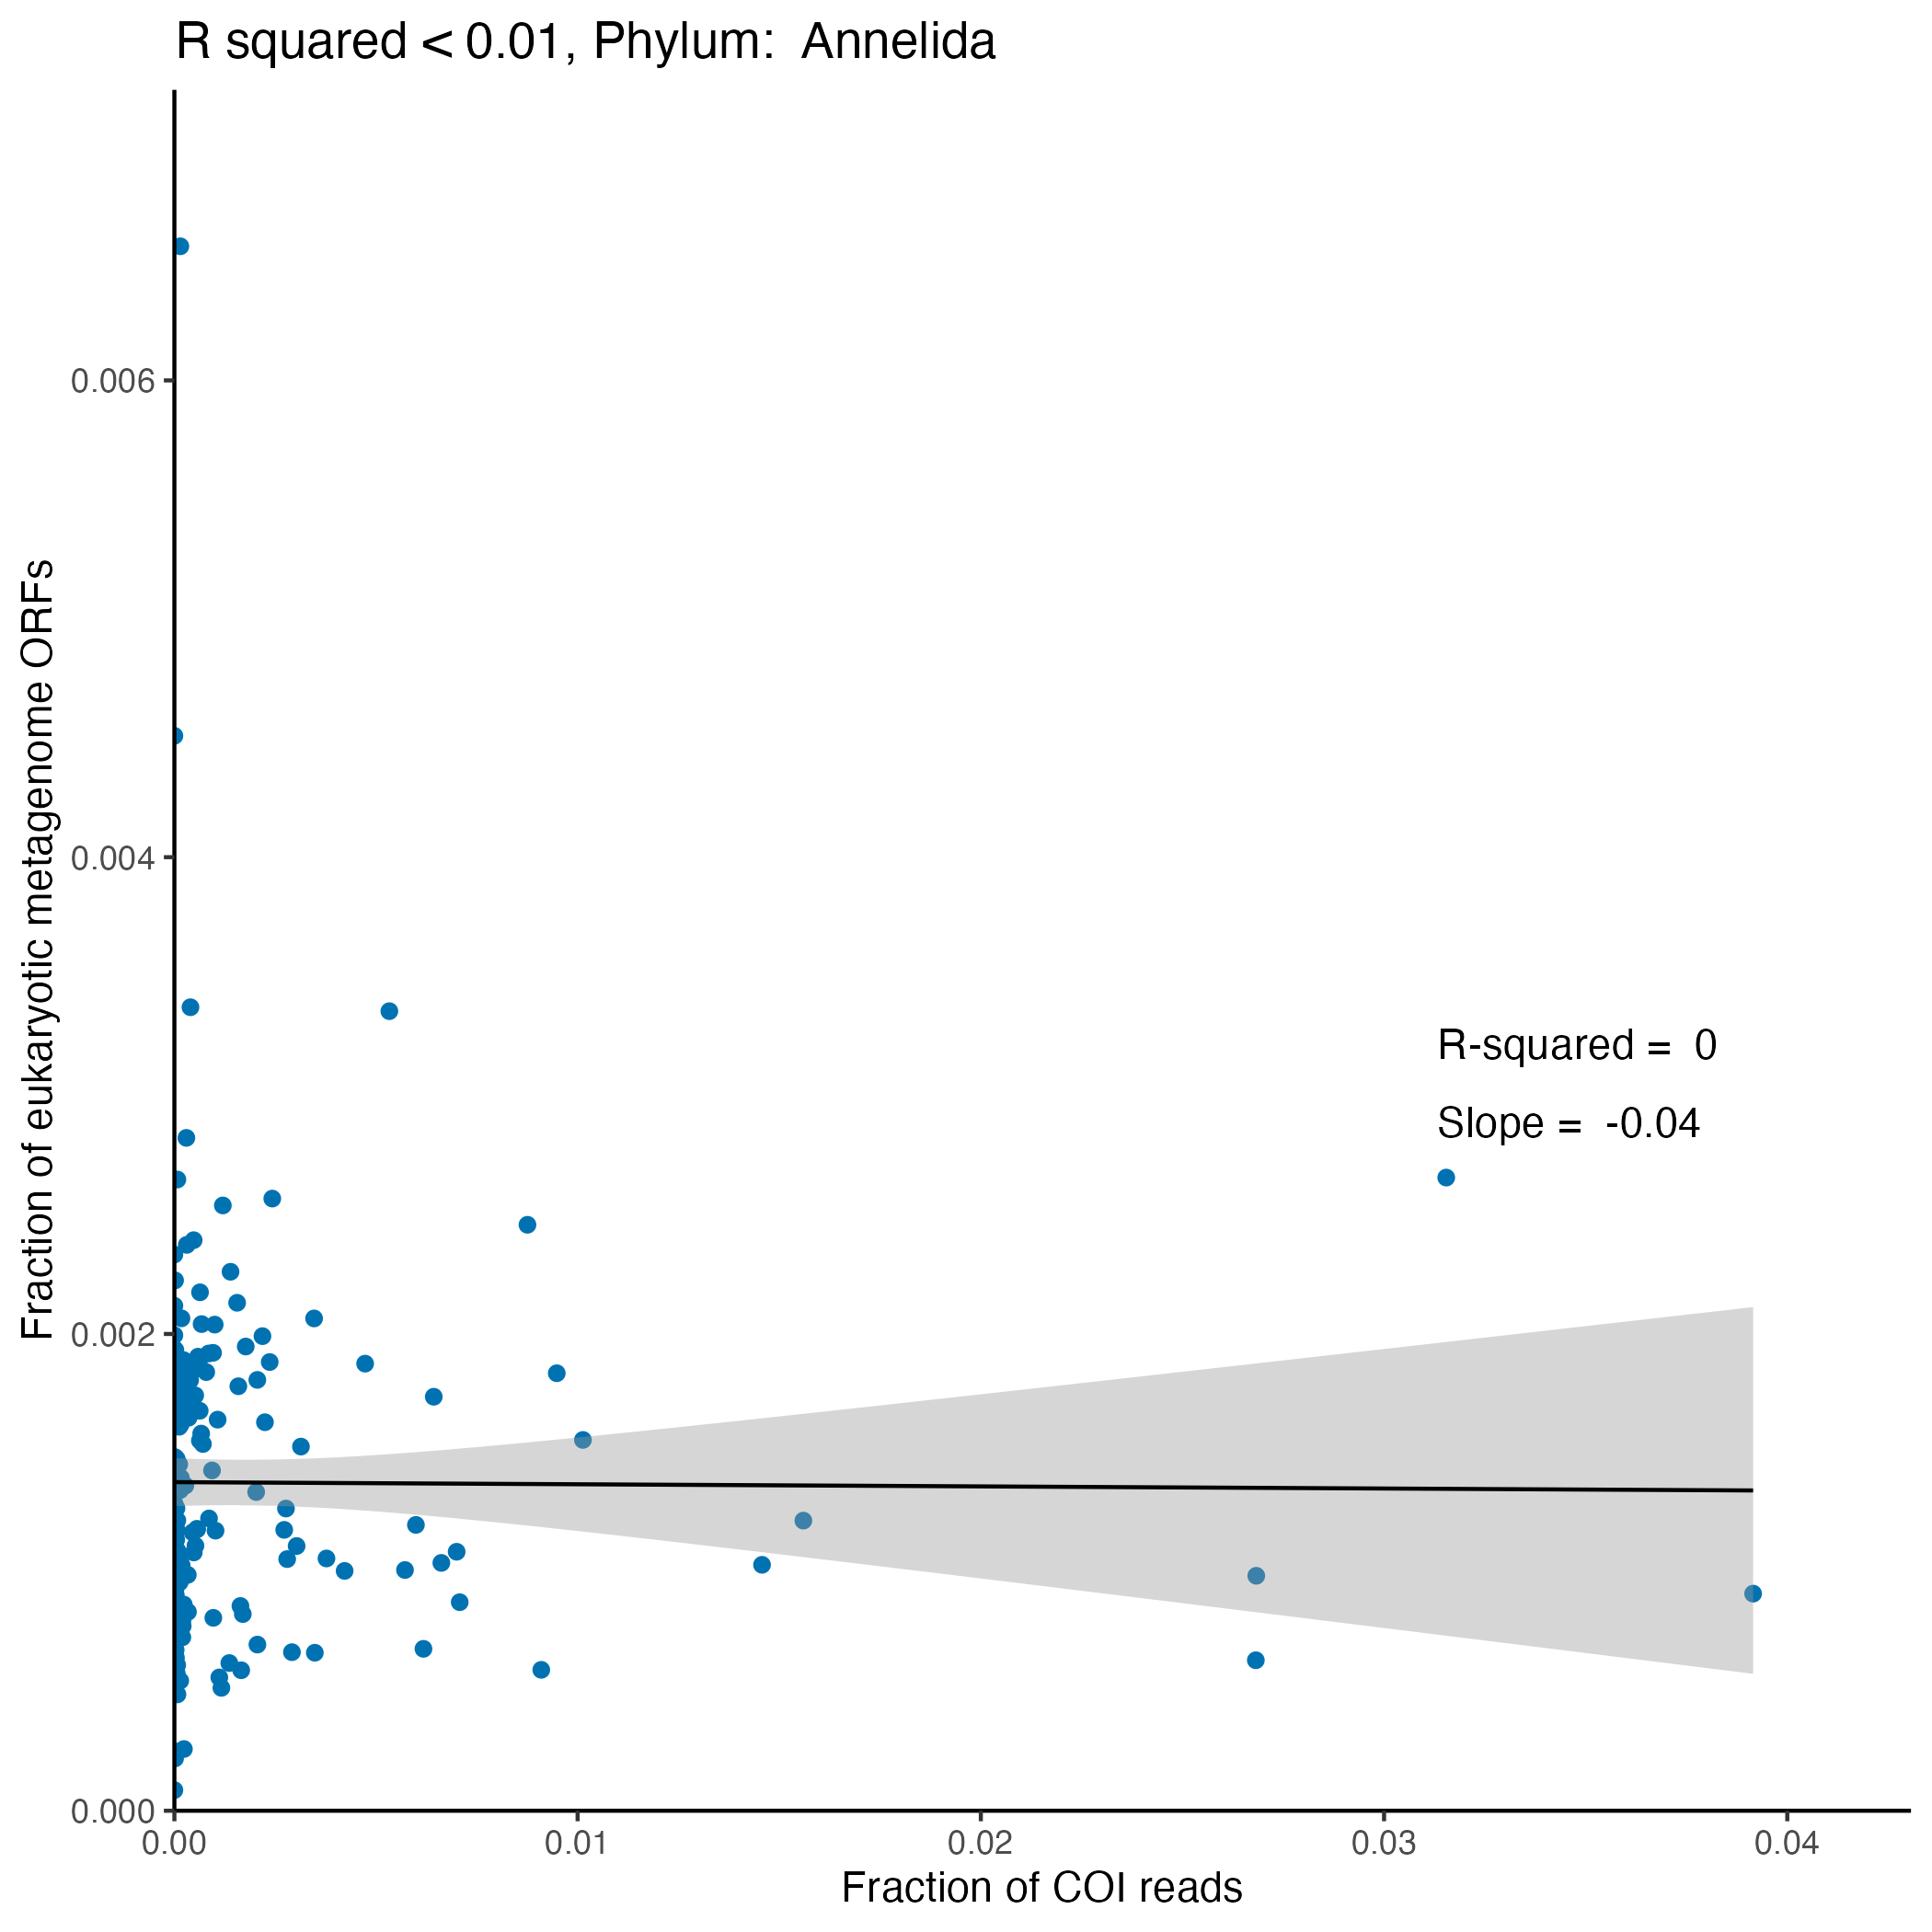 R squared < 0.01, Phylum:  Annelida
Fraction of eukaryotic metagenome ORFs
0.006
0.004
0.002
0.000
R-squared =  0
Slope =  -0.04
0.00 0.01 0.02 0.03 0.04
Fraction of COI reads